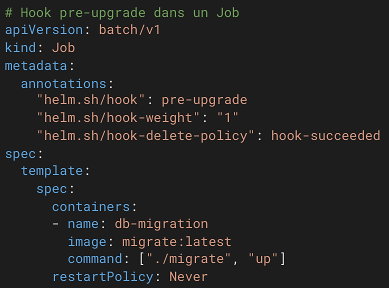 # Hook pre-upgrade dans un Job
apiVersion: batch/v1
kind: Job
metadata:
  annotations:
    "helm.sh/hook": pre-upgrade
    "helm.sh/hook-weight": "1"
    "helm.sh/hook-delete-policy": hook-succeeded
spec:
  template:
    spec:
      containers:
      - name: db-migration
        image: migrate:latest
        command: ["./migrate", "up"]
      restartPolicy: Never